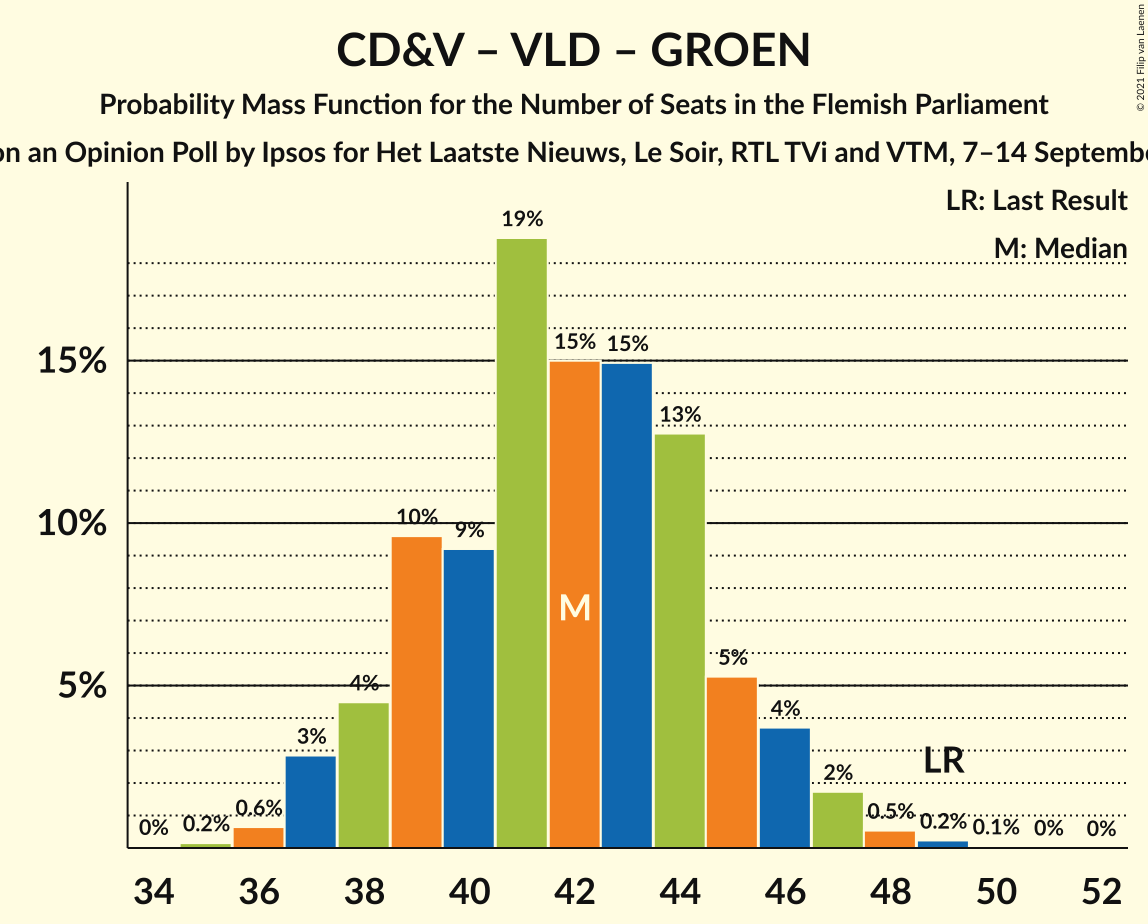 CD&V – VLD – GROEN
Probability Mass Function for the Number of Seats in the Flemish Parliament
on an Opinion Poll by Ipsos for Het Laatste Nieuws, Le Soir, RTL TVi and VTM, 7–14
© 2021 Filip van Laenen
LR: Last Result
M: Median
19%
15% 15%
15%
13%
10%
10% 9%
M
5%
5%
4%
4%
3%
LR
2%
0% 0.2% 0.6% 0.5% 0.2% 0.1% 0% 0%
34 36 38 40 42 44 46 48 50 52